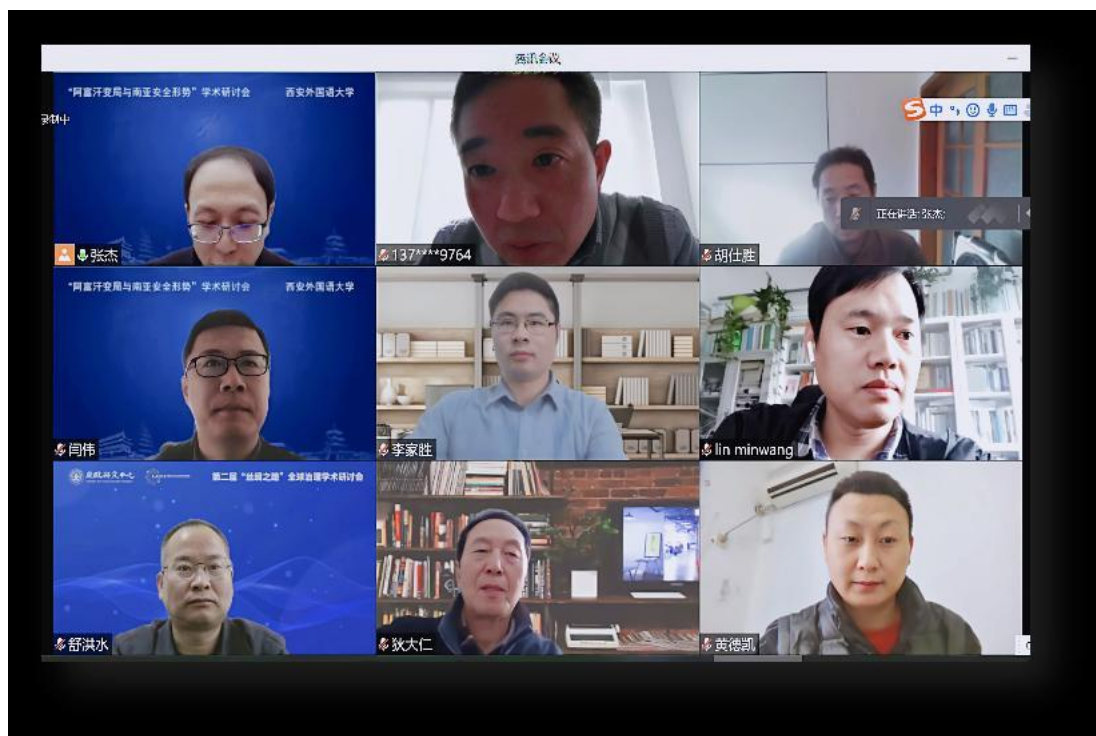 腾讯会议
“阿富汗变局与南亚安全形势”学术研讨会 西安外国语大学
录制中
中
正在讲话:张杰;
张杰
137****9764
胡仕胜
“阿富汗变局与南亚安全形势”学术研讨会 西安外国语大学
闫伟
李家胜
lin minwang
第二届“丝绸之路”全球治理学术研讨会
舒洪水
狄大仁
黄德凯